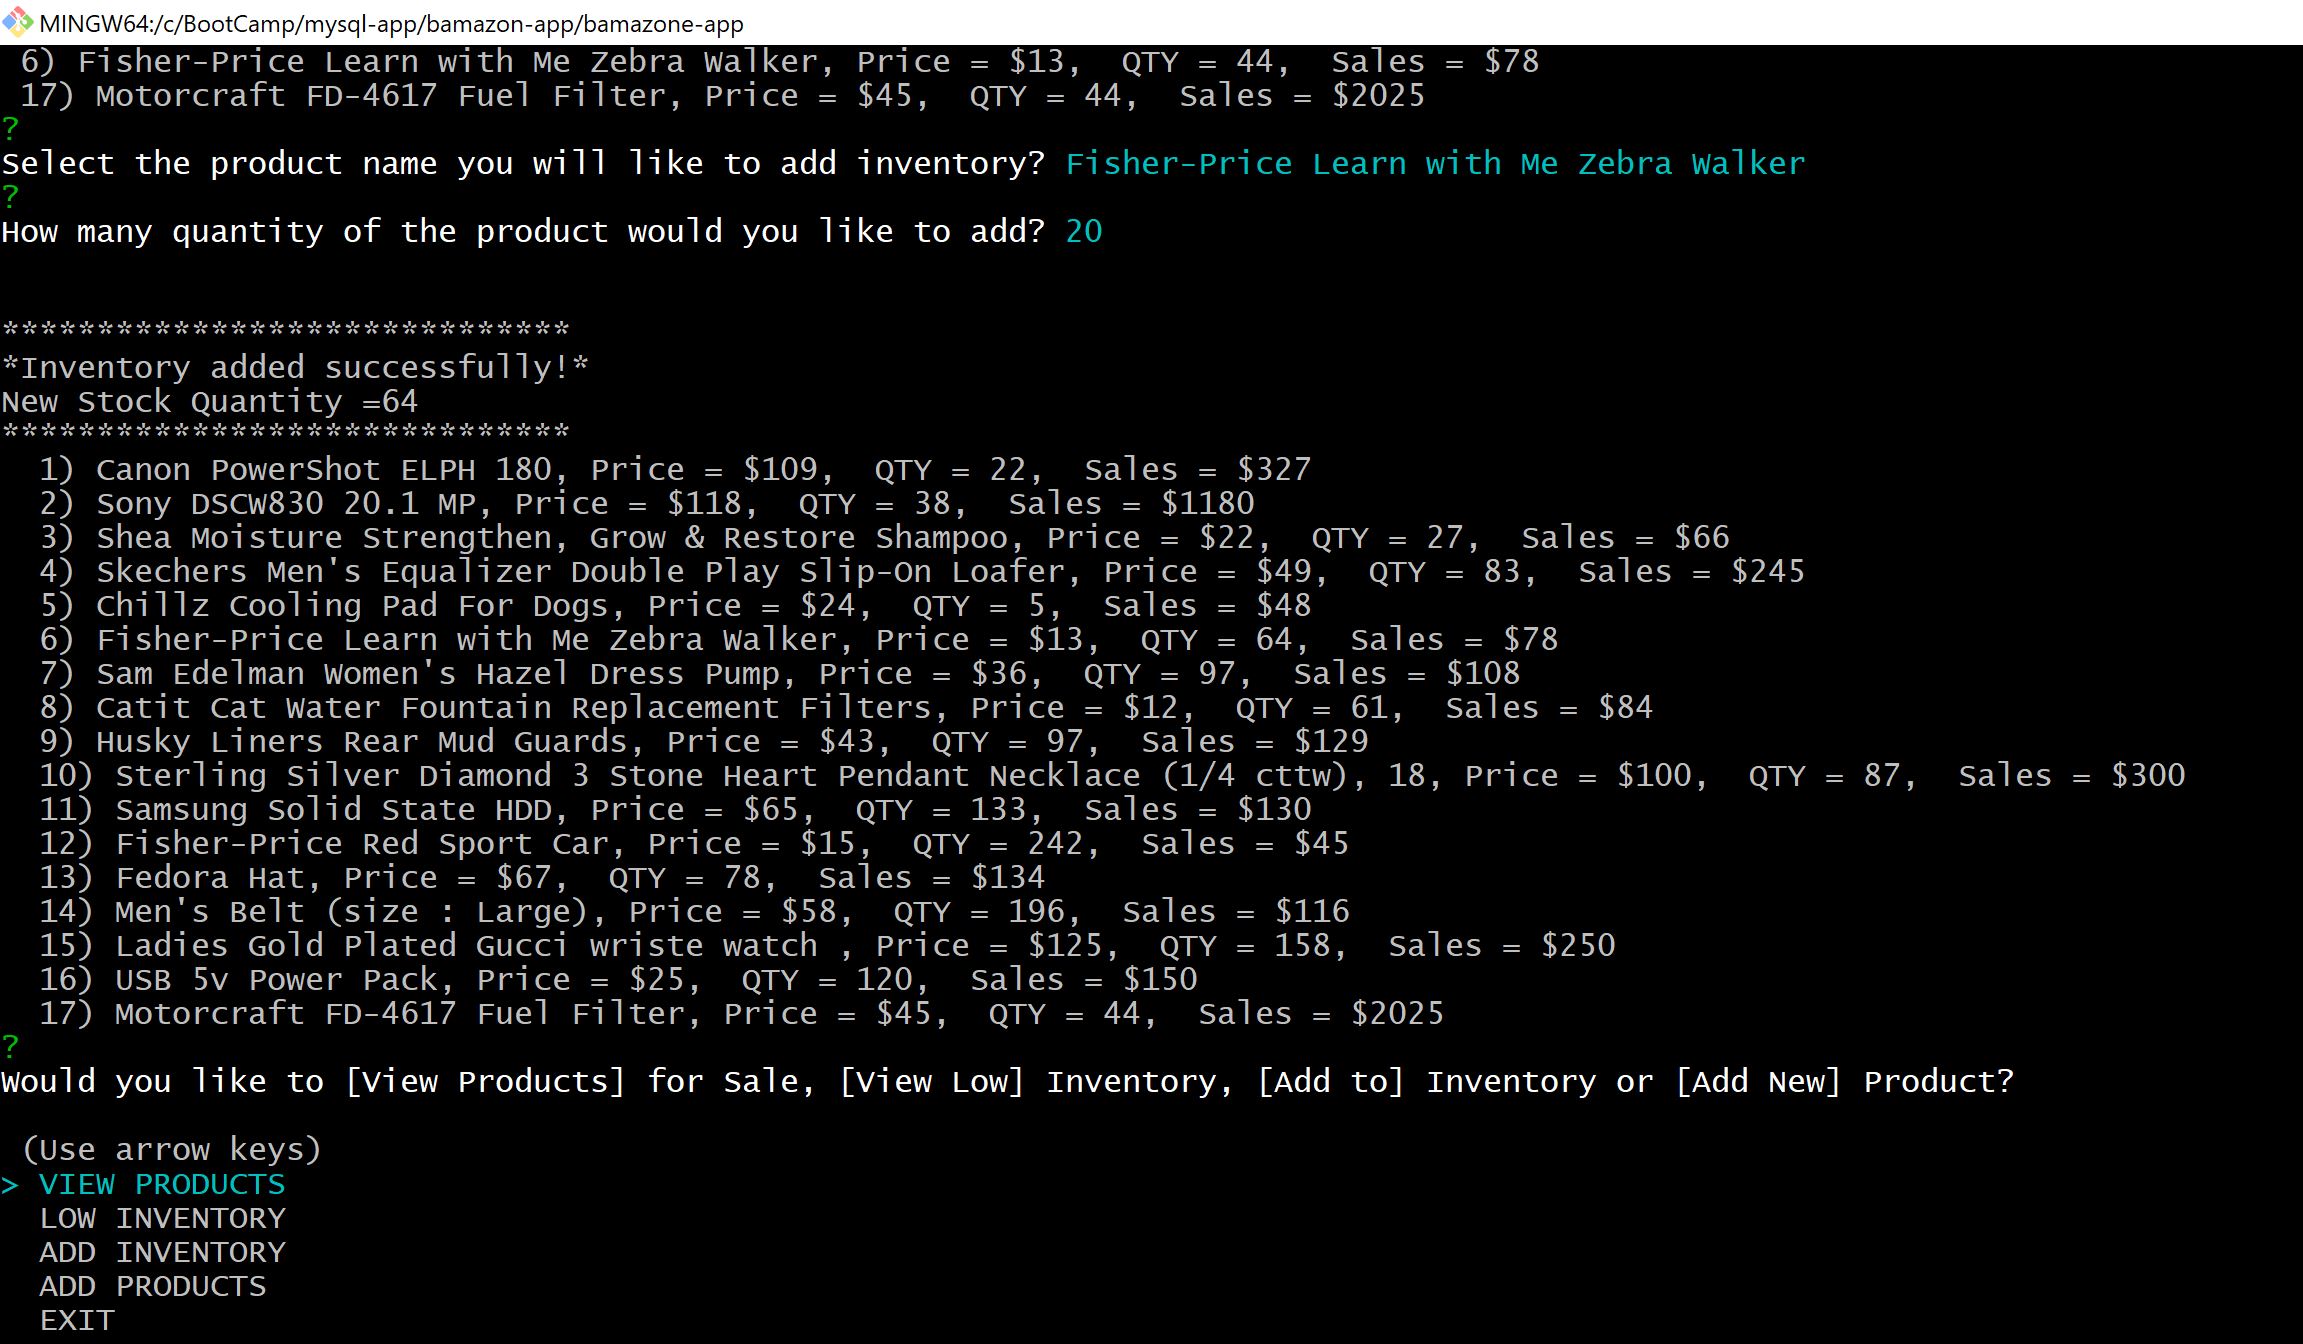 MINGW64:/c/BootCamp/mysql-app/bamazon-app/bamazone-app
6) Fisher-Price Learn with Me Zebra Walker, Price = $13,  QTY = 44,  Sales = $78
17) Motorcraft FD-4617 Fuel Filter, Price = $45,  QTY = 44,  Sales = $2025
?
Select the product name you will like to add inventory? Fisher-Price Learn with Me Zebra Walker
?
How many quantity of the product would you like to add? 20
******************************
*Inventory added successfully!*
New Stock Quantity =64
******************************
1) Canon PowerShot ELPH 180, Price = $109,  QTY = 22,  Sales = $327
2) Sony DSCW830 20.1 MP, Price = $118,  QTY = 38,  Sales = $1180
3) Shea Moisture Strengthen, Grow & Restore Shampoo, Price = $22,  QTY = 27,  Sales = $66
4) Skechers Men's Equalizer Double Play Slip-On Loafer, Price = $49,  QTY = 83,  Sales = $245
5) Chillz Cooling Pad For Dogs, Price = $24,  QTY = 5,  Sales = $48
6) Fisher-Price Learn with Me Zebra Walker, Price = $13,  QTY = 64,  Sales = $78
7) Sam Edelman Women's Hazel Dress Pump, Price = $36,  QTY = 97,  Sales = $108
8) Catit Cat Water Fountain Replacement Filters, Price = $12,  QTY = 61,  Sales = $84
9) Husky Liners Rear Mud Guards, Price = $43,  QTY = 97,  Sales = $129
10) Sterling Silver Diamond 3 Stone Heart Pendant Necklace (1/4 cttw), 18, Price = $100,  QTY = 87,  Sales = $300
11) Samsung Solid State HDD, Price = $65,  QTY = 133,  Sales = $130
12) Fisher-Price Red Sport Car, Price = $15,  QTY = 242,  Sales = $45
13) Fedora Hat, Price = $67,  QTY = 78,  Sales = $134
14) Men's Belt (size : Large), Price = $58,  QTY = 196,  Sales = $116
15) Ladies Gold Plated Gucci wriste watch , Price = $125,  QTY = 158,  Sales = $250
16) USB 5v Power Pack, Price = $25,  QTY = 120,  Sales = $150
17) Motorcraft FD-4617 Fuel Filter, Price = $45,  QTY = 44,  Sales = $2025
?
Would you like to [View Products] for Sale, [View Low] Inventory, [Add to] Inventory or [Add New] Product?
(Use arrow keys)
> VIEW PRODUCTS
LOW INVENTORY
ADD INVENTORY
ADD PRODUCTS
EXIT